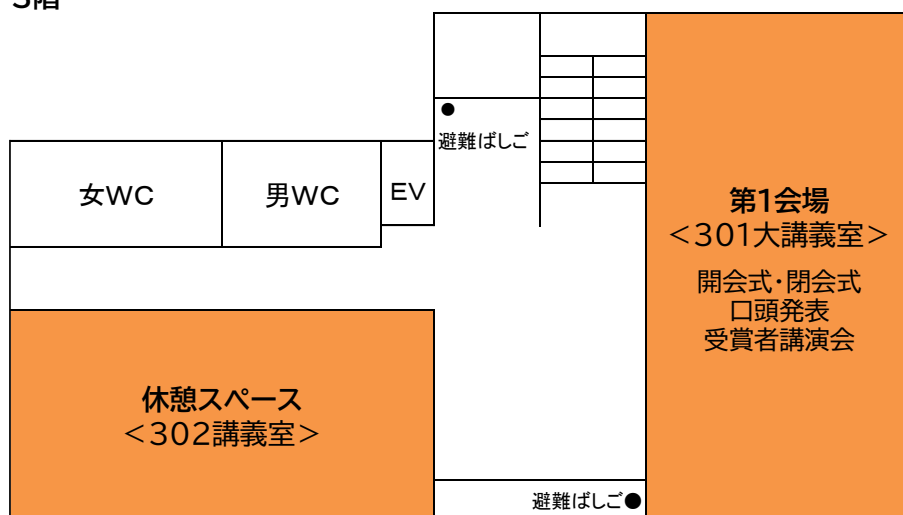 3階
避難ばしご
女WC
男WC
EV
第1会場
＜301大講義室＞
開会式・閉会式
口頭発表
受賞者講演会
休憩スペース
＜302講義室＞
避難ばしご